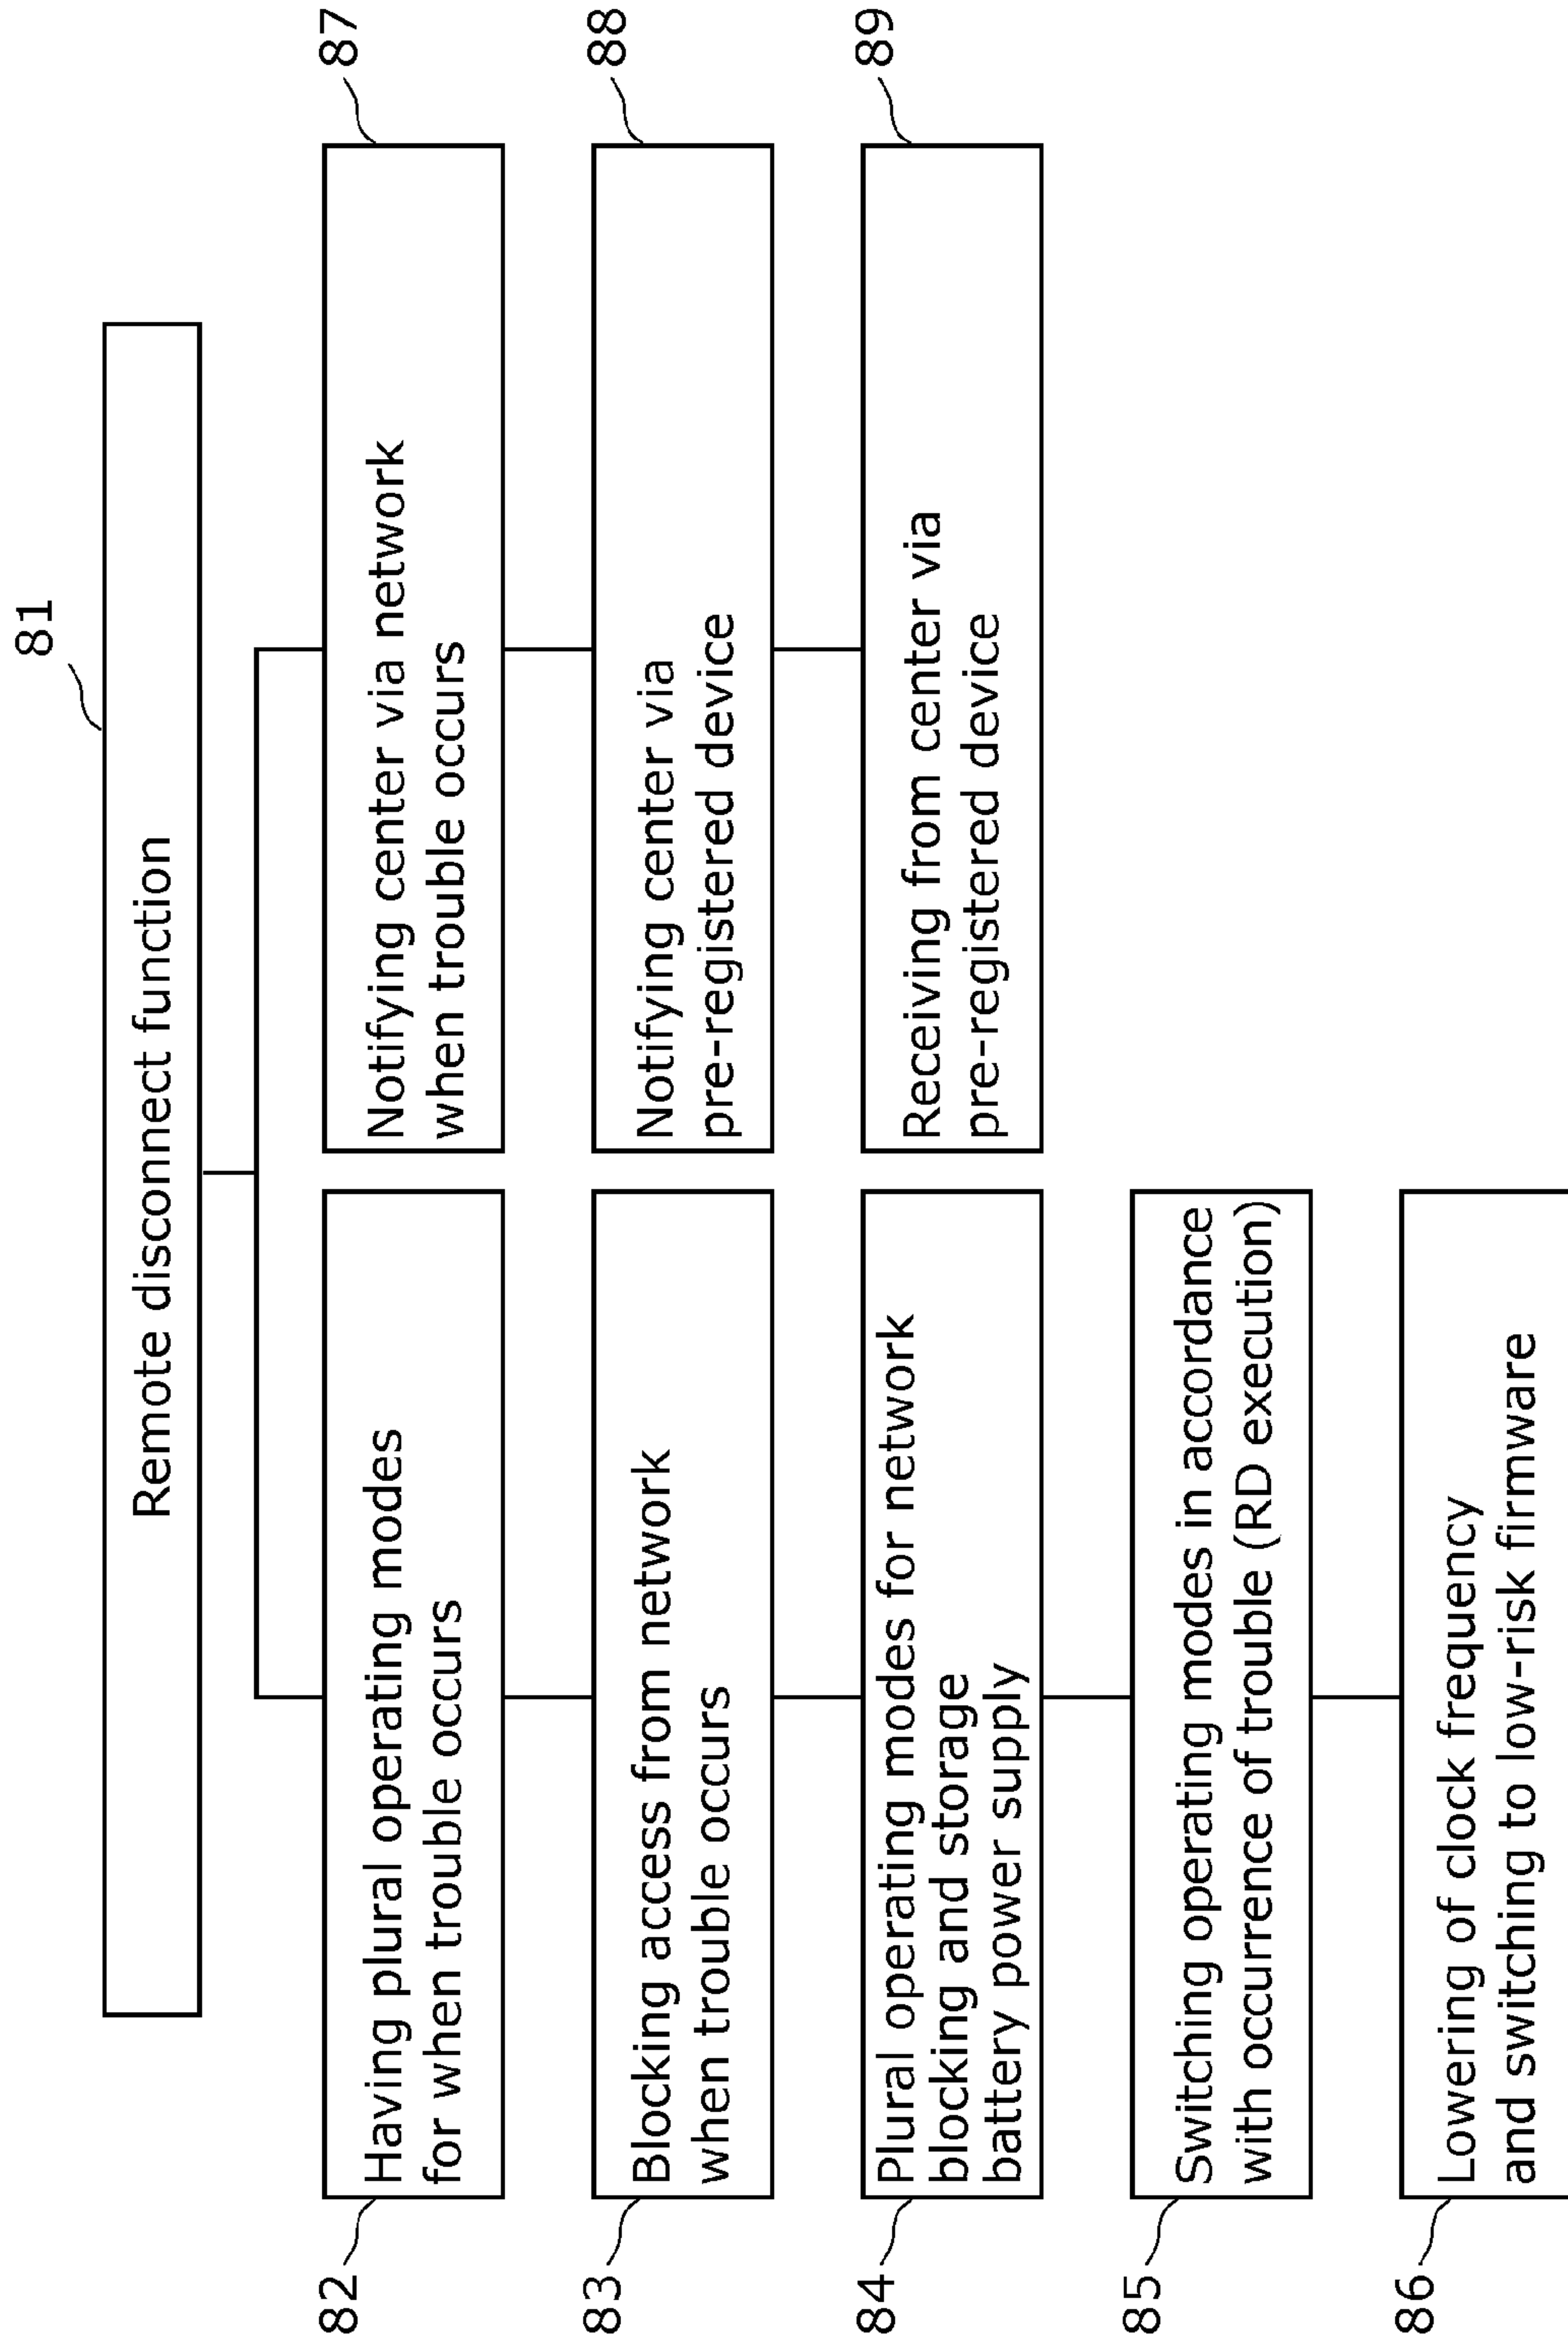 81
Remote disconnect function
82
Having plural operating modes
for when trouble occurs
83
Blocking access from network
when trouble occurs
84
Plural operating modes for network
blocking and storage
battery power supply
85
Switching operating modes in accordance
with occurrence of trouble (RD execution)
86
Lowering of clock frequency
and switching to low-risk firmware
87
Notifying center via network
when trouble occurs
88
Notifying center via
pre-registered device
89
Receiving from center via
pre-registered device